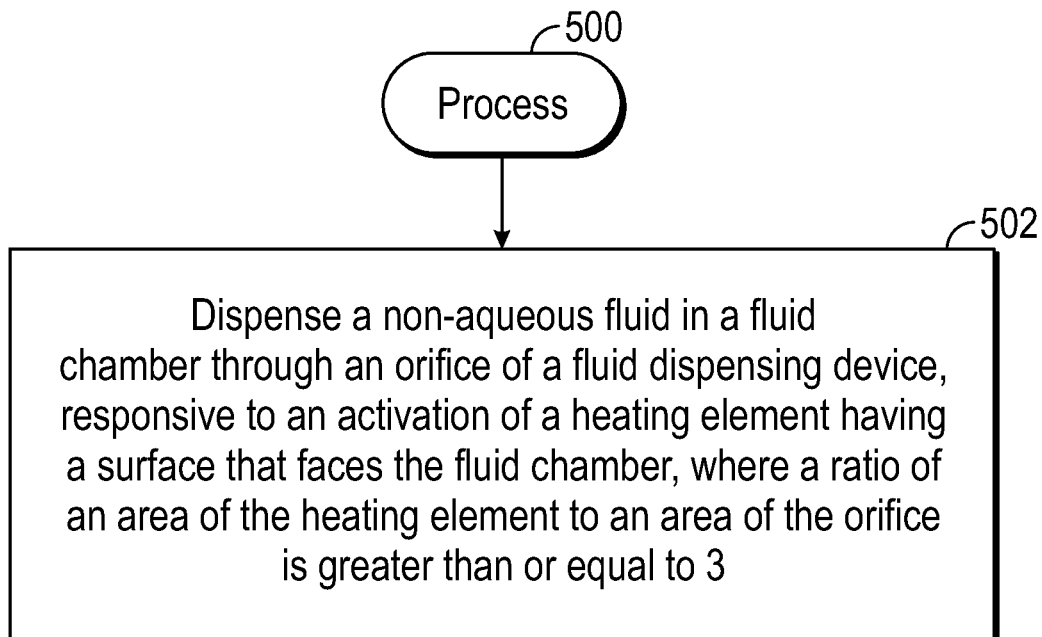 500
Process
502
Dispense a non-aqueous fluid in a fluid
chamber through an orifice of a fluid dispensing device,
responsive to an activation of a heating element having
a surface that faces the fluid chamber, where a ratio of
an area of the heating element to an area of the orifice
is greater than or equal to 3